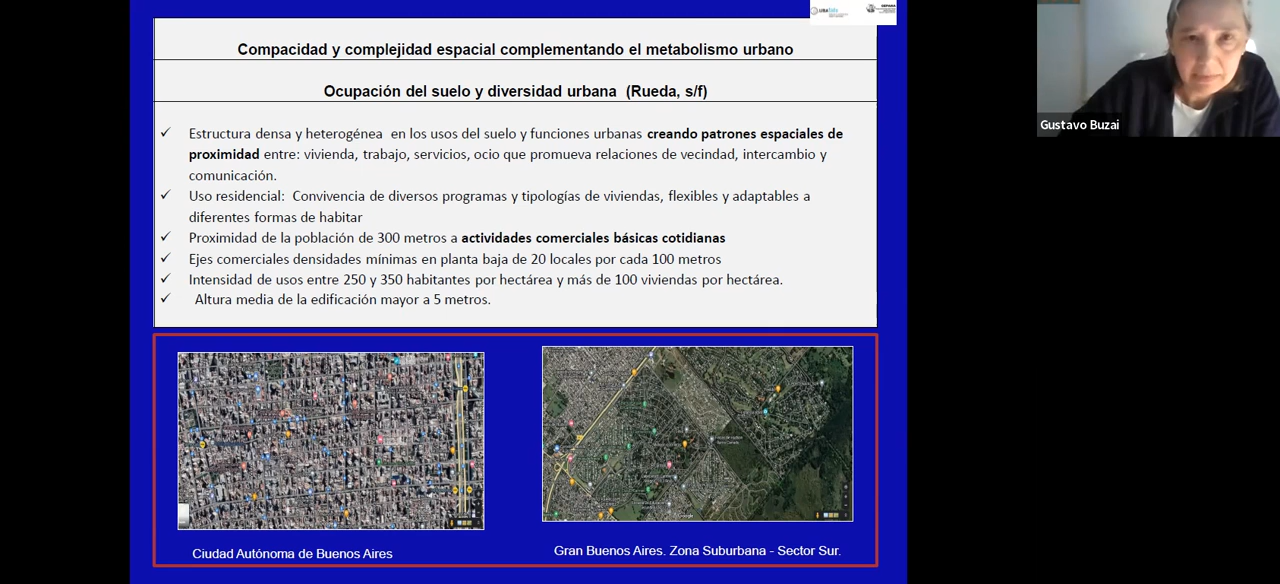 Compacidad y complejidad espacial complementando el metabolismo urbano
Ocupación del suelo y diversidad urbana (Rueda, s/f)
✓ Estructura densa y heterogénea en los usos del suelo y funciones urbanas creando patrones espaciales de
proximidad entre: vivienda, trabajo, servicios, ocio que promueva relaciones de vecindad, intercambio y
comunicación.
✓ Uso residencial: Convivencia de diversos programas y tipologías de viviendas, flexibles y adaptables a
diferentes formas de habitar
✓ Proximidad de la población de 300 metros a actividades comerciales básicas cotidianas
✓ Ejes comerciales densidades mínimas en planta baja de 20 locales por cada 100 metros
✓ Intensidad de usos entre 250 y 350 habitantes por hectárea y más de 100 viviendas por hectárea.
✓ Altura media de la edificación mayor a 5 metros.
Ciudad Autónoma de Buenos Aires
Gran Buenos Aires. Zona Suburbana - Sector Sur.
Gustavo Buzai